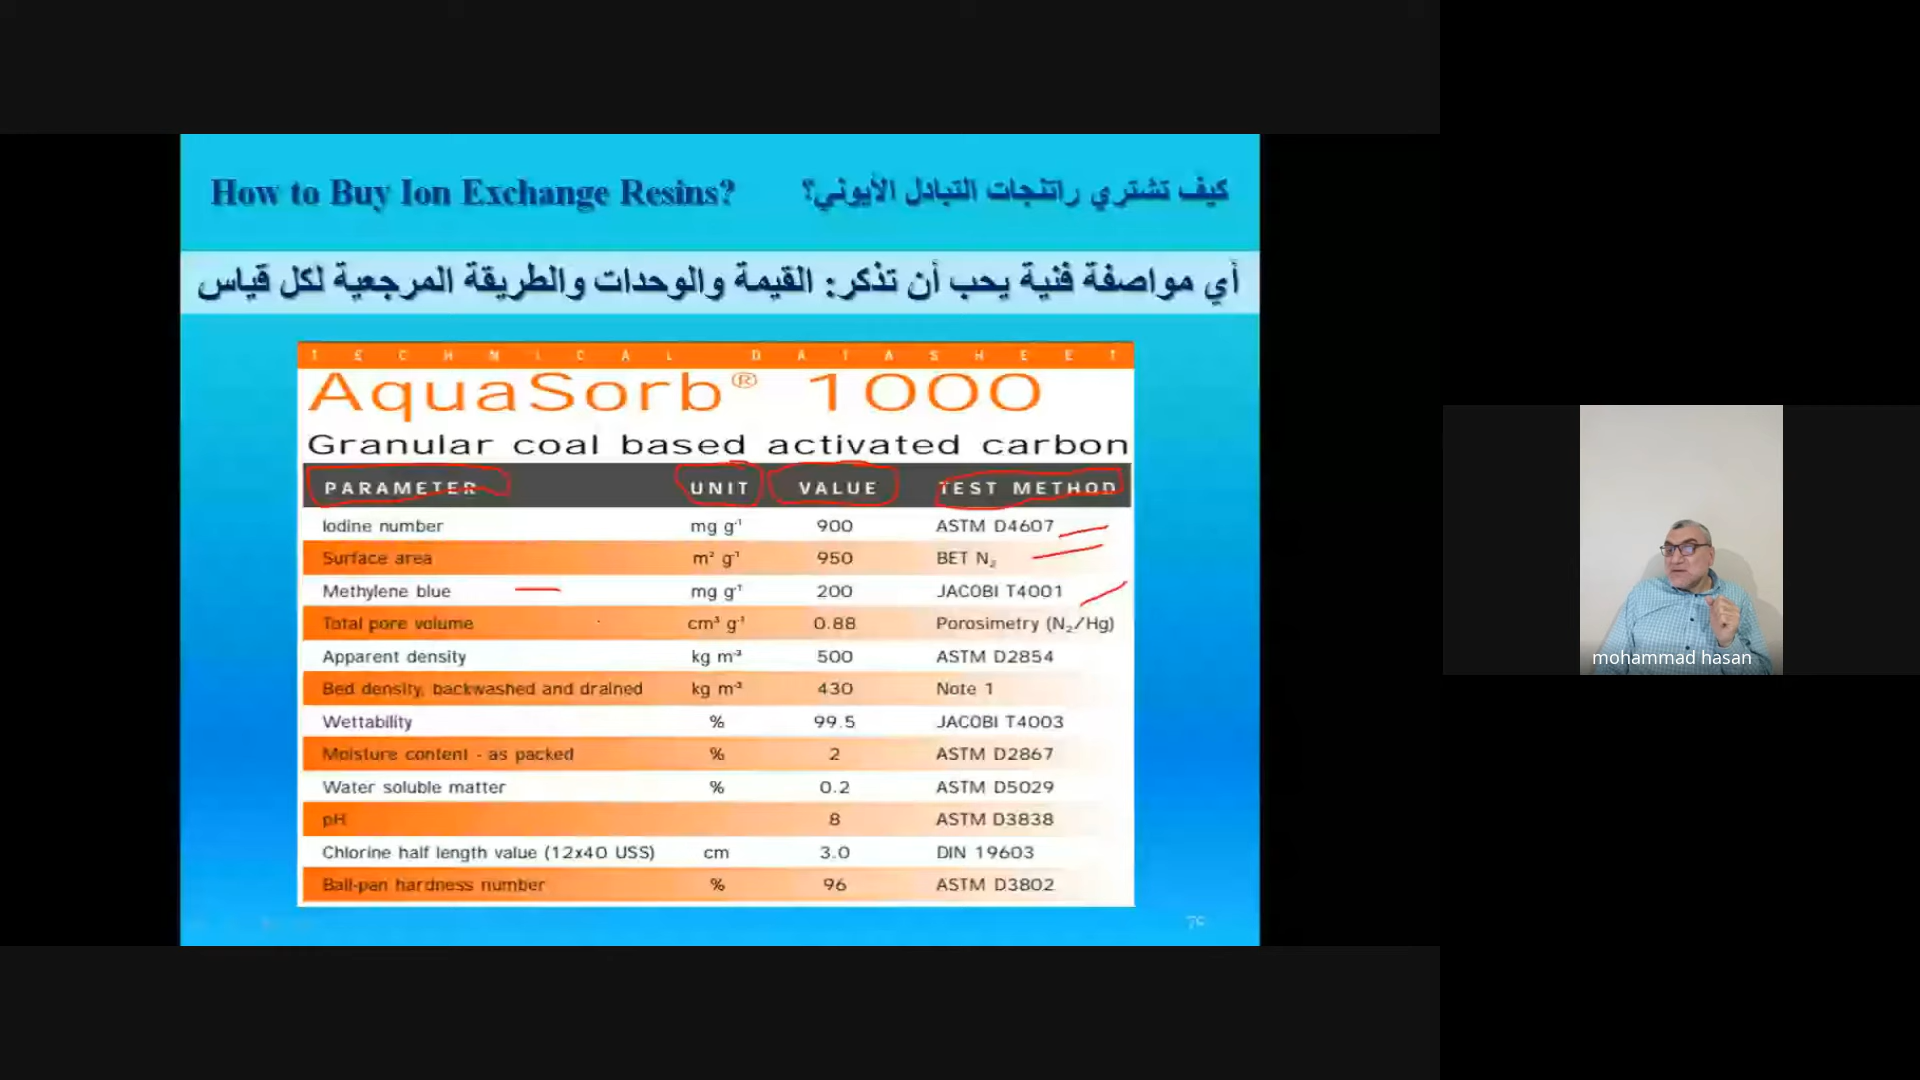 How to Buy Ion Exchange Resins? كيف تشتري راتنجات التبادل الأيوني؟
أي مواصفة فنية يحب أن تذكر: القيمة والوحدات والطريقة المرجعية لكل قياس
TECHNICAL DATASHEET
AquaSorb® 1000
Granular coal based activated carbon
PARAMETER UNIT VALUE TEST METHOD
Iodine number mg g⁻¹ 900 ASTM D4607
Surface area m² g⁻¹ 950 BET N₂
Methylene blue mg g⁻¹ 200 JACOBI T4001
Total pore volume cm³ g⁻¹ 0.88 Porosimetry (N₂/Hg)
Apparent density kg m⁻³ 500 ASTM D2854
Bed density, backwashed and drained kg m⁻³ 430 Note 1
Wettability % 99.5 JACOBI T4003
Moisture content - as packed % 2 ASTM D2867
Water soluble matter % 0.2 ASTM D5029
pH 8 ASTM D3838
Chlorine half length value (12x40 USS) cm 3.0 DIN 19603
Ball-pan hardness number % 96 ASTM D3802
mohammad hasan